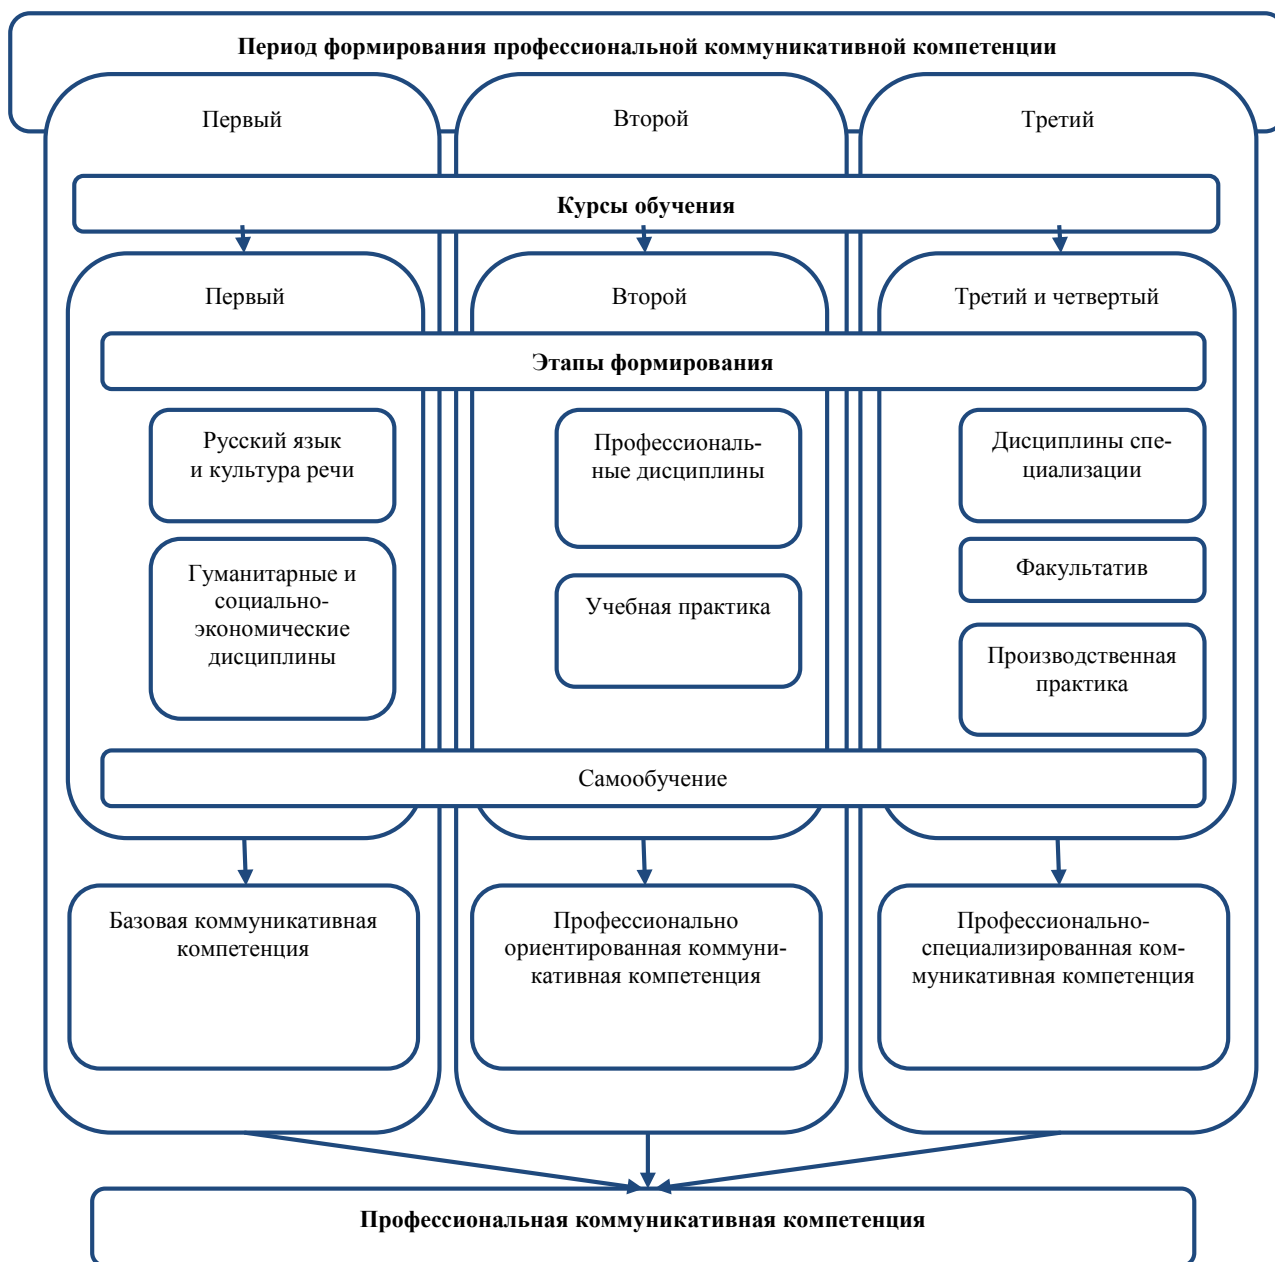 Период формирования профессиональной коммуникативной компетенции
Первый
Второй
Третий
Курсы обучения
Первый
Второй
Третий и четвертый
Этапы формирования
Русский язык
и культура речи
Гуманитарные и
социально-
экономические
дисциплины
Профессиональ-
ные дисциплины
Учебная практика
Дисциплины спе-
циализации
Факультатив
Производственная
практика
Самообучение
Базовая коммуникативная
компетенция
Профессионально
ориентированная коммуни-
кативная компетенция
Профессионально-
специализированная ком-
муникативная компетенция
Профессиональная коммуникативная компетенция